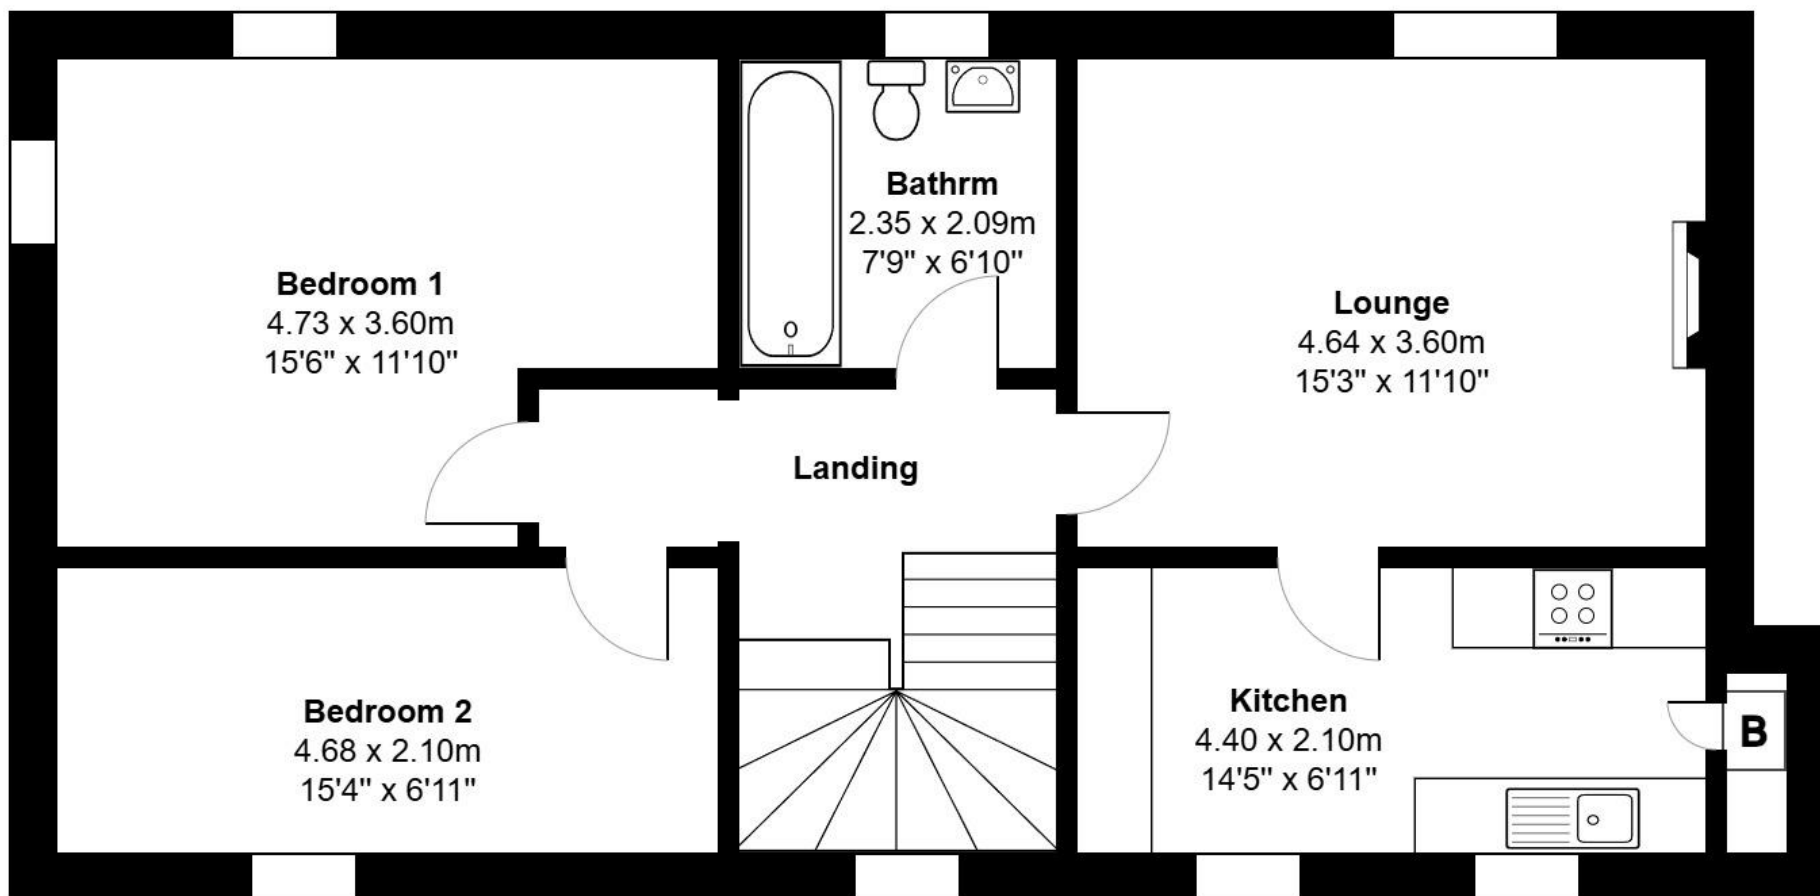 Bathrm
2.35 x 2.09m
7'9" x 6'10"
Bedroom 1
4.73 x 3.60m
15'6" x 11'10"
Lounge
4.64 x 3.60m
15'3" x 11'10"
Landing
Bedroom 2
4.68 x 2.10m
15'4" x 6'11"
Kitchen
4.40 x 2.10m
14'5" x 6'11"
B